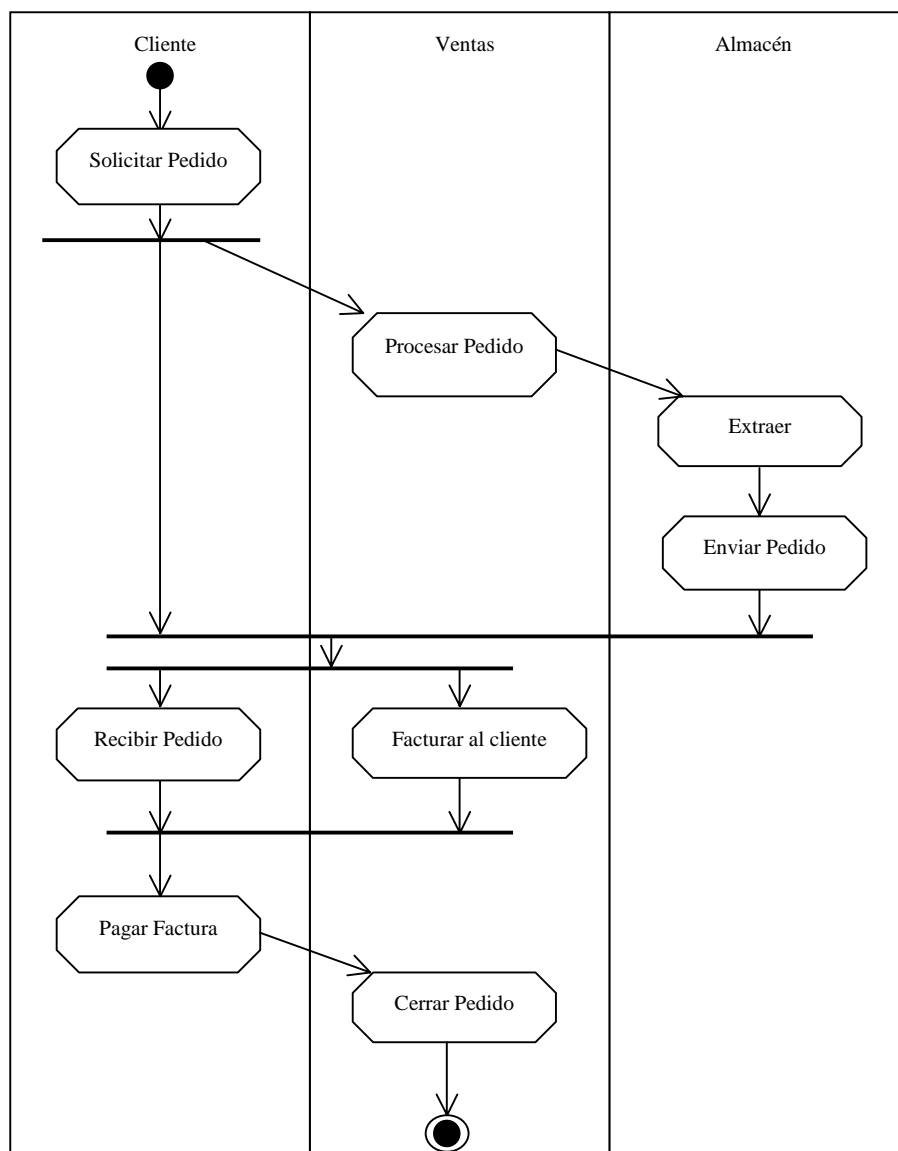 Cliente
Ventas
Almacén
Solicitar Pedido
Procesar Pedido
Extraer
Enviar Pedido
Recibir Pedido
Facturar al cliente
Pagar Factura
Cerrar Pedido